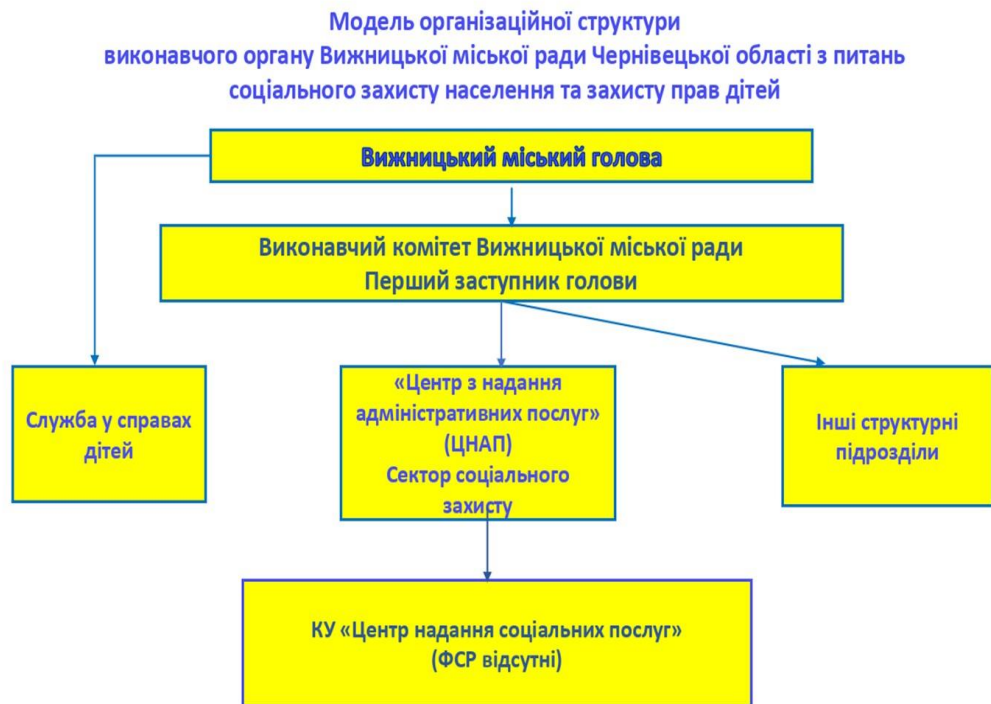 Модель організаційної структури
виконавчого органу Вижницької міської ради Чернівецької області з питань
соціального захисту населення та захисту прав дітей
Вижницький міський голова
Виконавчий комітет Вижницької міської ради
Перший заступник голови
Служба у справах
дітей
«Центр з надання
адміністративних послуг»
(ЦНАП)
Сектор соціального
захисту
Інші структурні
підрозділи
КУ «Центр надання соціальних послуг»
(ФСР відсутні)